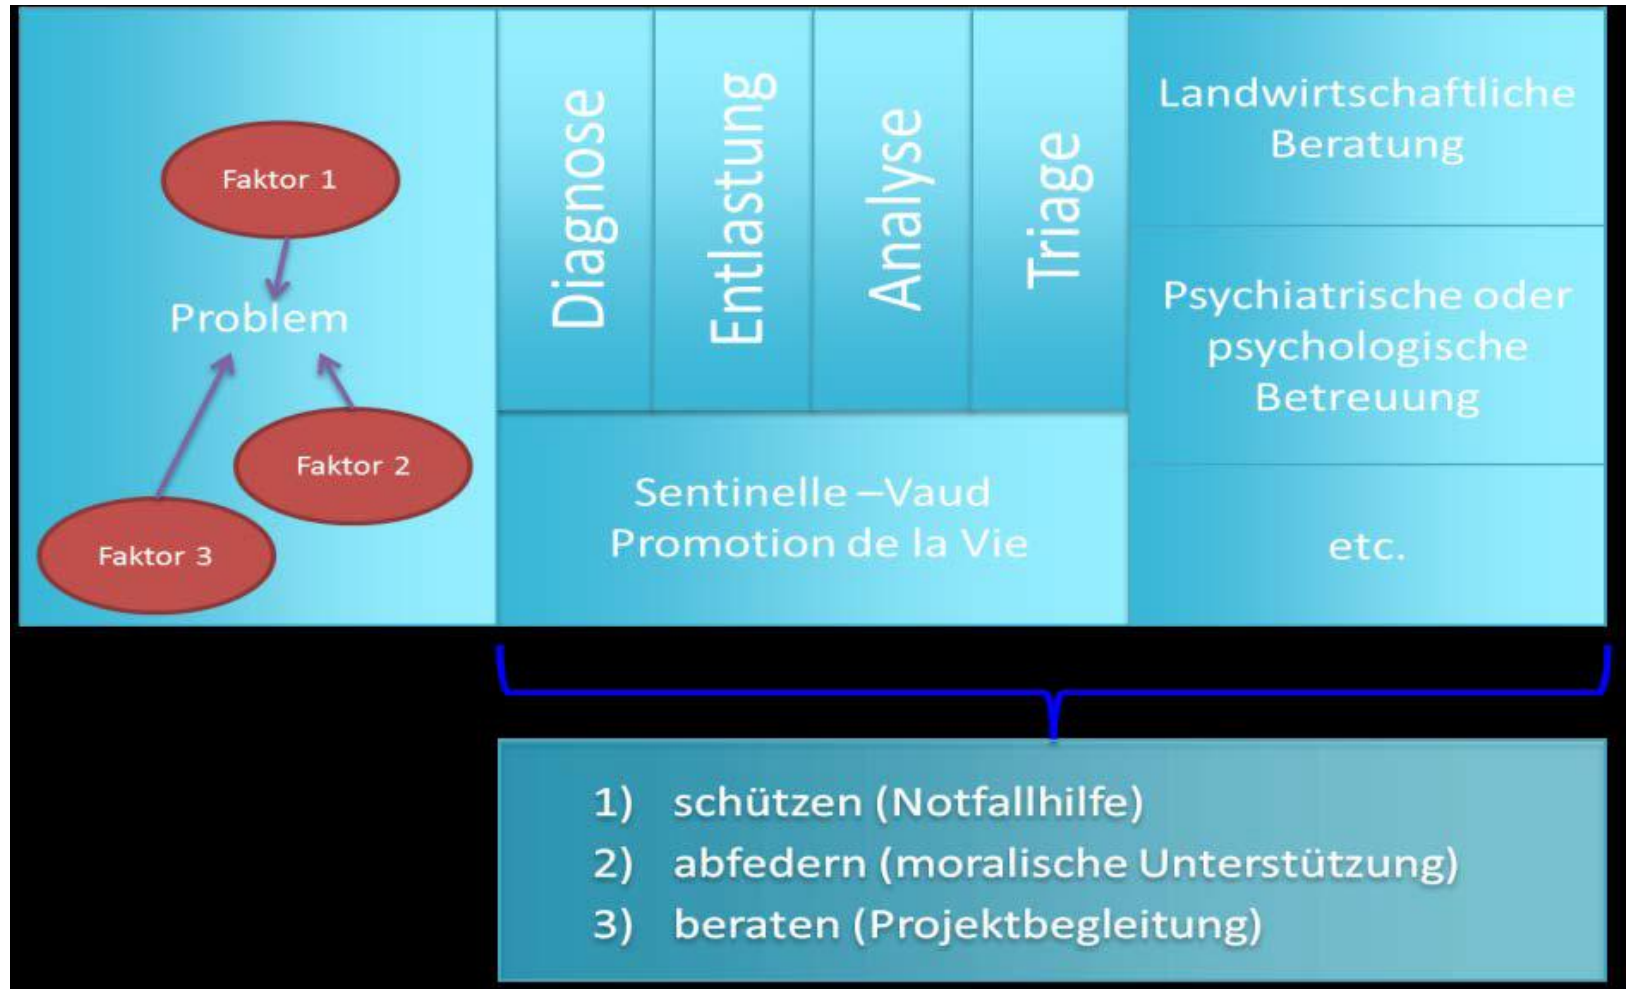 Faktor 1
Problem
Faktor 2
Faktor 3
Diagnose
Entlastung
Analyse
Triage
Sentinelle –Vaud
Promotion de la Vie
Landwirtschaftliche
Beratung
Psychiatrische oder
psychologische
Betreuung
etc.
1) schützen (Notfallhilfe)
2) abfedern (moralische Unterstützung)
3) beraten (Projektbegleitung)